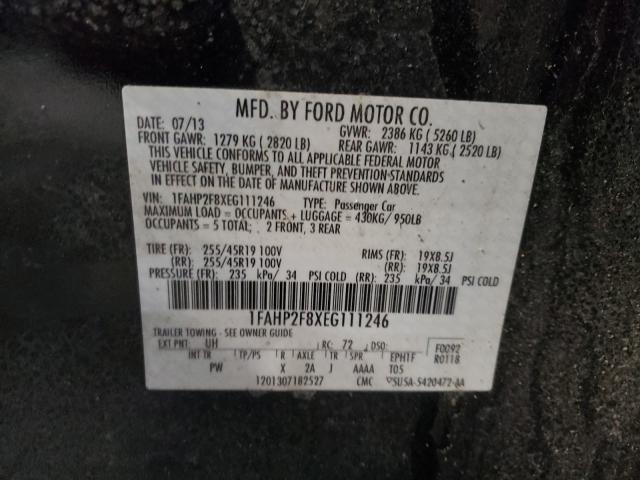 MFD. BY FORD MOTOR CO.
DATE: 07/13 GVWR: 2386 KG ( 5260 LB)
FRONT GAWR: 1279 KG ( 2820 LB) REAR GAWR: 1143 KG ( 2520 LB)
THIS VEHICLE CONFORMS TO ALL APPLICABLE FEDERAL MOTOR
VEHICLE SAFETY, BUMPER, AND THEFT PREVENTION STANDARDS
IN EFFECT ON THE DATE OF MANUFACTURE SHOWN ABOVE.
VIN: 1FAHP2F8XEG111246 TYPE: Passenger Car
MAXIMUM LOAD = OCCUPANTS + LUGGAGE = 430KG/ 950LB
OCCUPANTS = 5 TOTAL; 2 FRONT, 3 REAR
TIRE (FR): 255/45R19 100V RIMS (FR): 19X8.5J
(RR): 255/45R19 100V (RR): 19X8.5J
PRESSURE (FR): 235 kPa/ 34 PSI COLD (RR): 235 kPa/ 34 PSI COLD
1FAHP2F8XEG111246
TRAILER TOWING - SEE OWNER GUIDE
EXT PNT: UH RC: 72 DSO: F0092
INT TR TP/PS R AXLE TR SPR EPHTF R0118
PW X 2A J AAAA T05
1201307182527 CMC